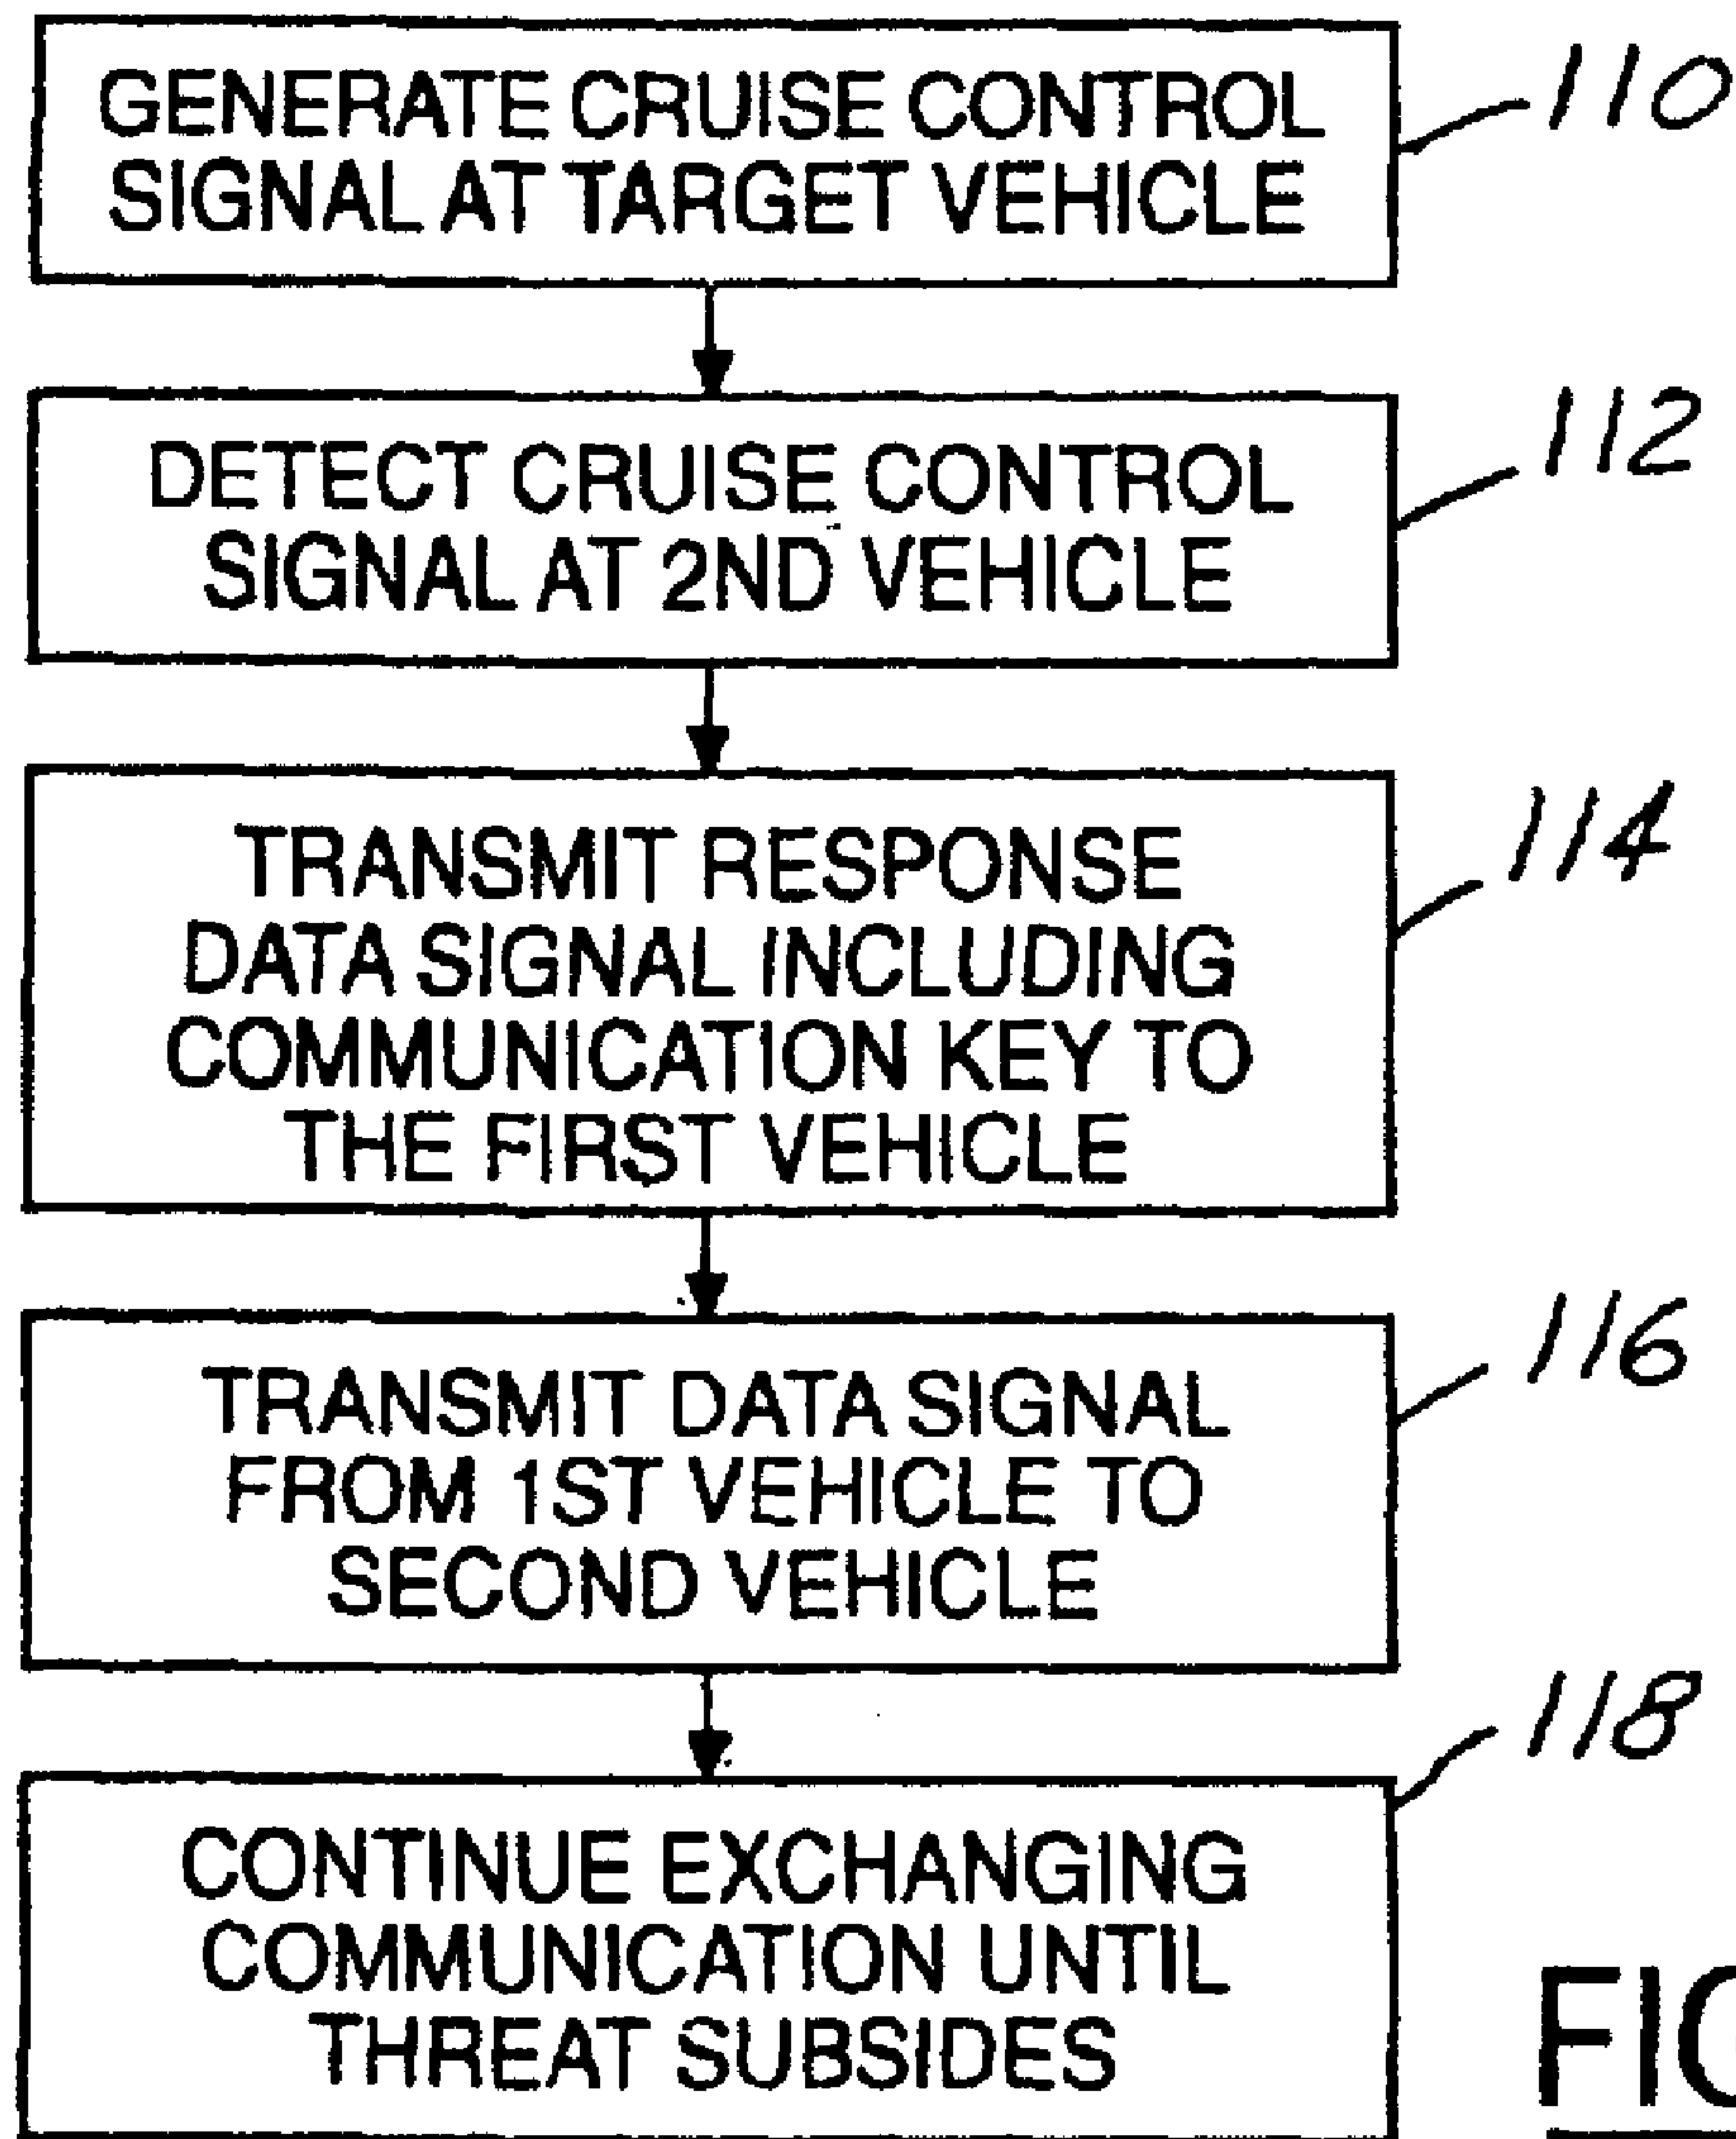 GENERATE CRUISE CONTROL
SIGNAL AT TARGET VEHICLE
110
DETECT CRUISE CONTROL
SIGNAL AT 2ND VEHICLE
112
TRANSMIT RESPONSE
DATA SIGNAL INCLUDING
COMMUNICATION KEY TO
THE FIRST VEHICLE
114
TRANSMIT DATA SIGNAL
FROM 1ST VEHICLE TO
SECOND VEHICLE
116
CONTINUE EXCHANGING
COMMUNICATION UNTIL
THREAT SUBSIDES
118